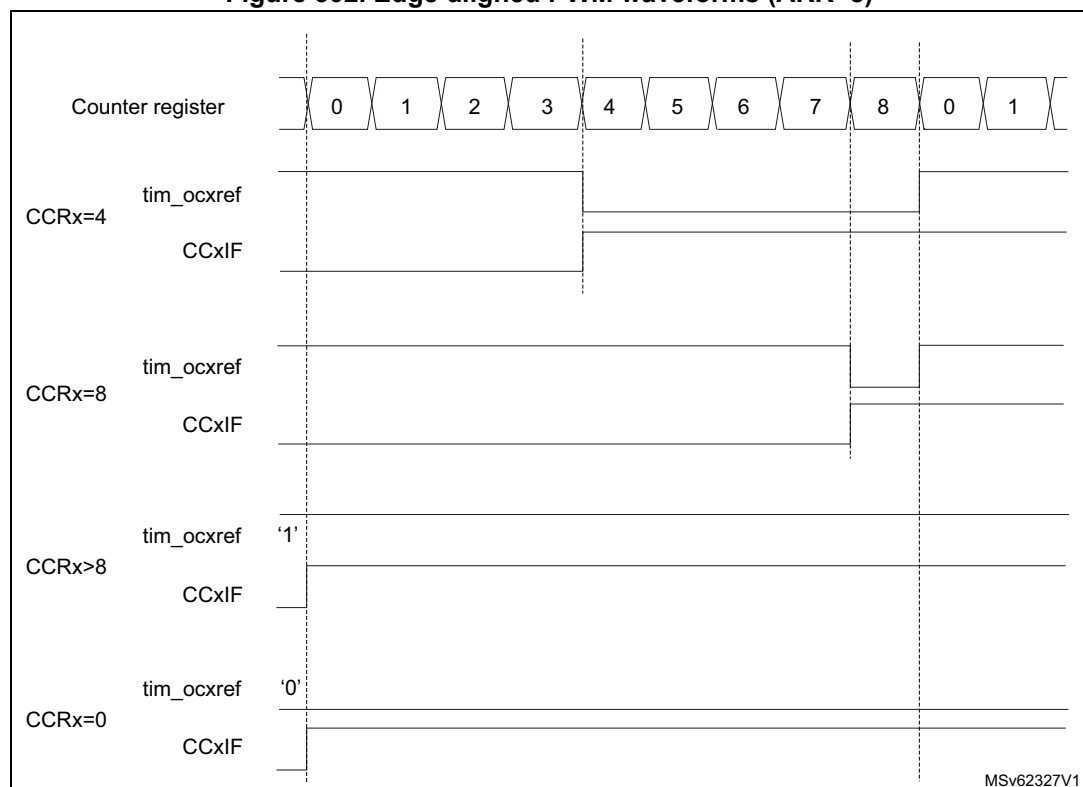 Counter register 0 1 2 3 4 5 6 7 8 0 1
tim_ocxref
CCRx=4
CCxIF
tim_ocxref
CCRx=8
CCxIF
tim_ocxref ‘1’
CCRx>8
CCxIF
tim_ocxref ‘0’
CCRx=0
CCxIF
MSv62327V1